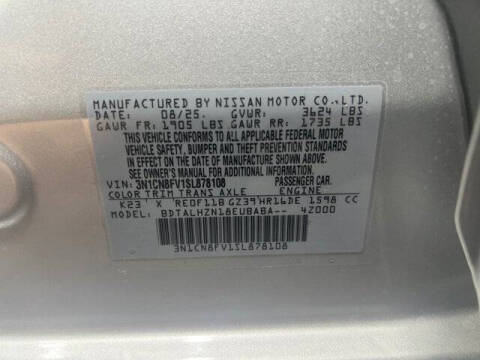 MANUFACTURED BY NISSAN MOTOR CO.,LTD.
DATE: 08/25. GVWR: 3624 LBS
GAWR FR: 1905 LBS GAWR RR: 1735 LBS
THIS VEHICLE CONFORMS TO ALL APPLICABLE FEDERAL MOTOR
VEHICLE SAFETY, BUMPER AND THEFT PREVENTION STANDARDS
IN EFFECT ON THE DATE OF MANUFACTURE SHOWN ABOVE.
SEE OWNER'S MANUAL FOR ADDITIONAL INFORMATION.
VIN: 3N1CN8FV1SL878108 PASSENGER CAR.
COLOR TRIM TRANS AXLE ENGINE
K23 X RE0F11B GZ39 HR16DE 1598 CC
MODEL: BDTALHZN18EUBABA-- 4Z000
3N1CN8FV1SL878108